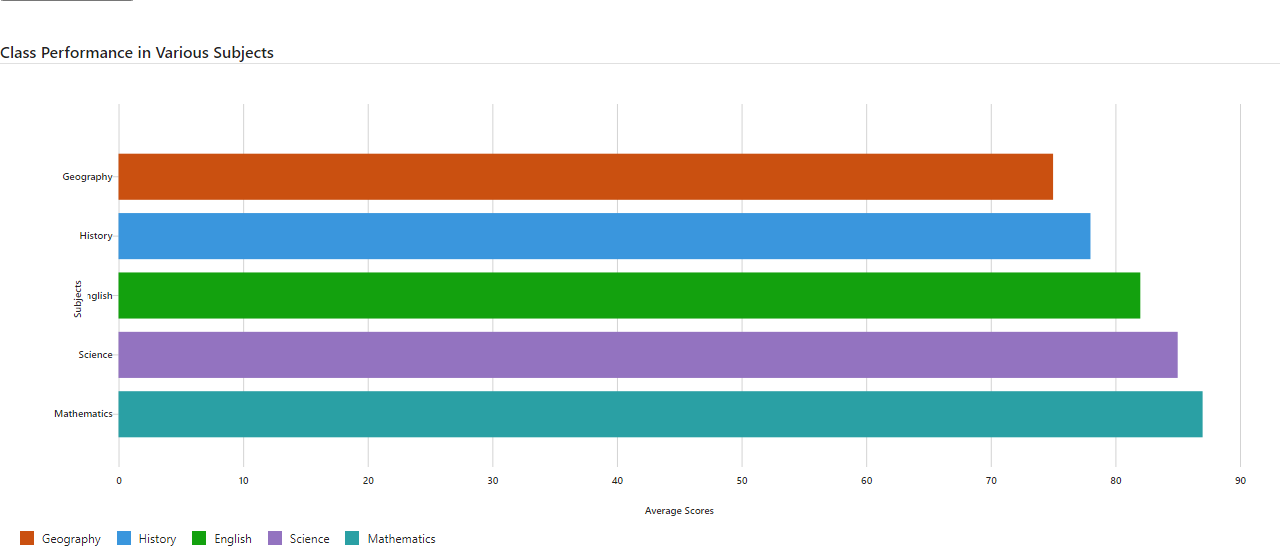 Class Performance in Various Subjects
Geography
History
Subjects
nglish
Science
Mathematics
0 10 20 30 40 50 60 70 80 90
Average Scores
Geography History English Science Mathematics